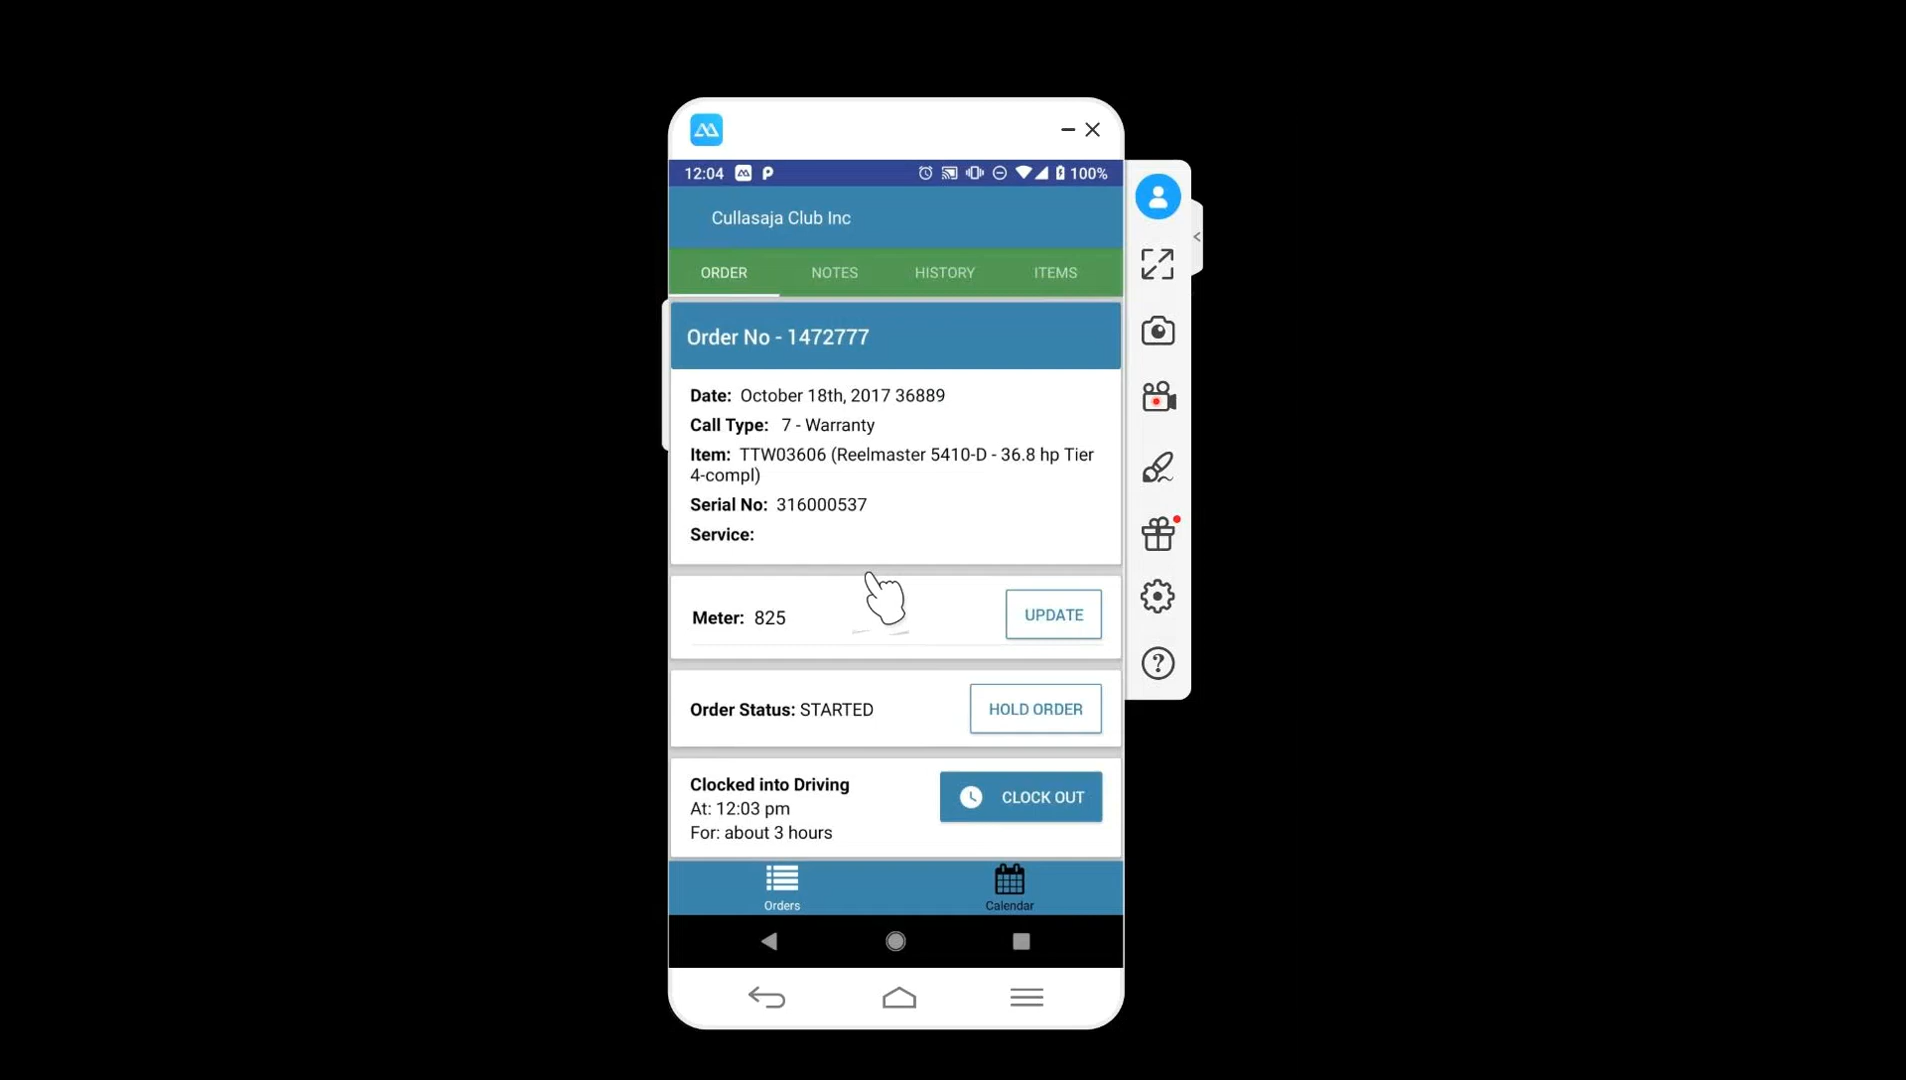 12:04 100%
Cullasaja Club Inc
ORDER NOTES HISTORY ITEMS
Order No - 1472777
Date: October 18th, 2017 36889
Call Type: 7 - Warranty
Item: TTW03606 (Reelmaster 5410-D - 36.8 hp Tier
4-compl)
Serial No: 316000537
Service:
Meter: 825 UPDATE
Order Status: STARTED HOLD ORDER
Clocked into Driving
At: 12:03 pm
For: about 3 hours
CLOCK OUT
Orders Calendar